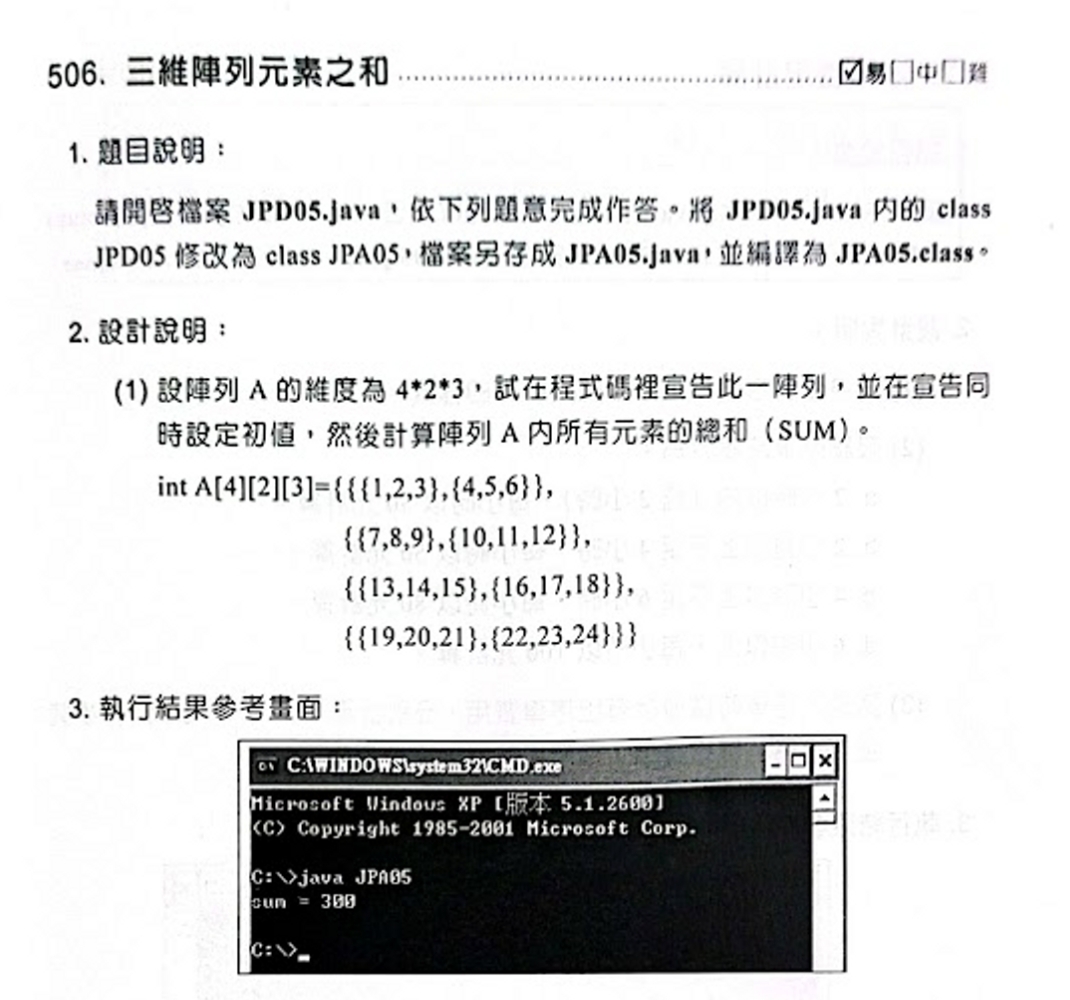 506. 三維陣列元素之和 ........................................ ☑易□中□難
1. 題目說明：
請開啓檔案 JPD05.java，依下列題意完成作答。將 JPD05.java 內的 class
JPD05 修改為 class JPA05，檔案另存成 JPA05.java，並編譯為 JPA05.class。
2. 設計說明：
(1) 設陣列 A 的維度為 4*2*3，試在程式碼裡宣告此一陣列，並在宣告同
時設定初值，然後計算陣列 A 內所有元素的總和（SUM）。
int A[4][2][3]={{{1,2,3},{4,5,6}},
{{7,8,9},{10,11,12}},
{{13,14,15},{16,17,18}},
{{19,20,21},{22,23,24}}}
3. 執行結果參考畫面：
C:\WINDOWS\system32\CMD.exe
Microsoft Windows XP [版本 5.1.2600]
(C) Copyright 1985-2001 Microsoft Corp.
C:\>java JPA05
sum = 300
C:\>_